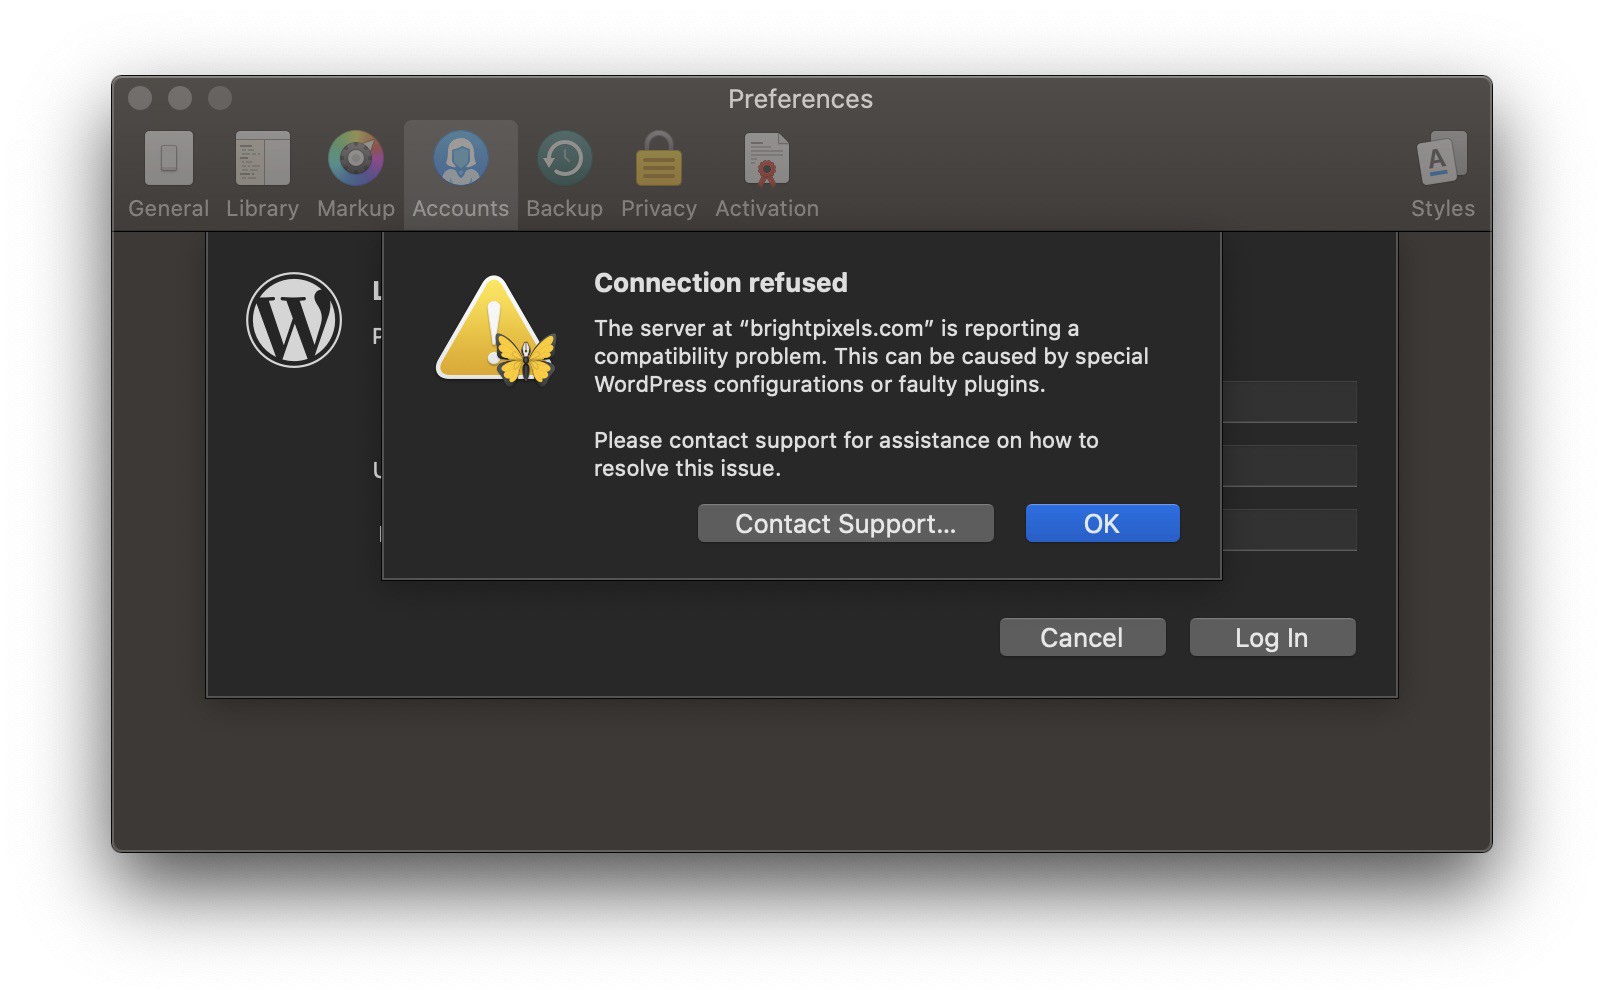 Preferences
General Library Markup Accounts Backup Privacy Activation Styles
Connection refused
The server at “brightpixels.com” is reporting a
compatibility problem. This can be caused by special
WordPress configurations or faulty plugins.
Please contact support for assistance on how to
resolve this issue.
Contact Support...
OK
Cancel
Log In